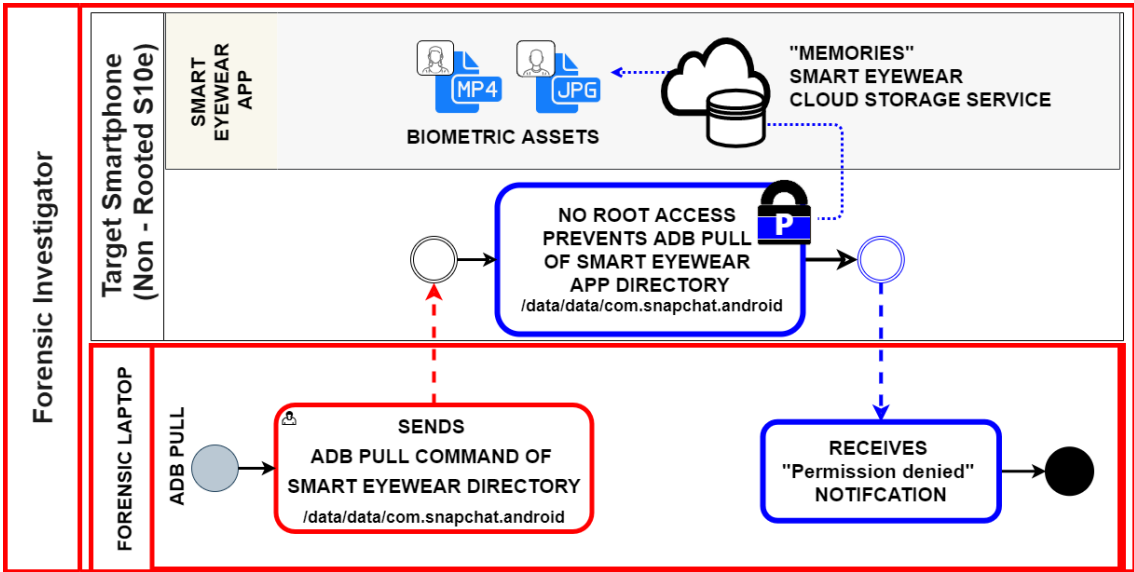 Forensic Investigator
Target Smartphone
(Non - Rooted S10e)
SMART
EYEWEAR
APP
MP4
JPG
BIOMETRIC ASSETS
"MEMORIES"
SMART EYEWEAR
CLOUD STORAGE SERVICE
NO ROOT ACCESS
PREVENTS ADB PULL
OF SMART EYEWEAR
APP DIRECTORY
/data/data/com.snapchat.android
P
FORENSIC LAPTOP
ADB PULL
SENDS
ADB PULL COMMAND OF
SMART EYEWEAR DIRECTORY
/data/data/com.snapchat.android
RECEIVES
"Permission denied"
NOTIFCATION